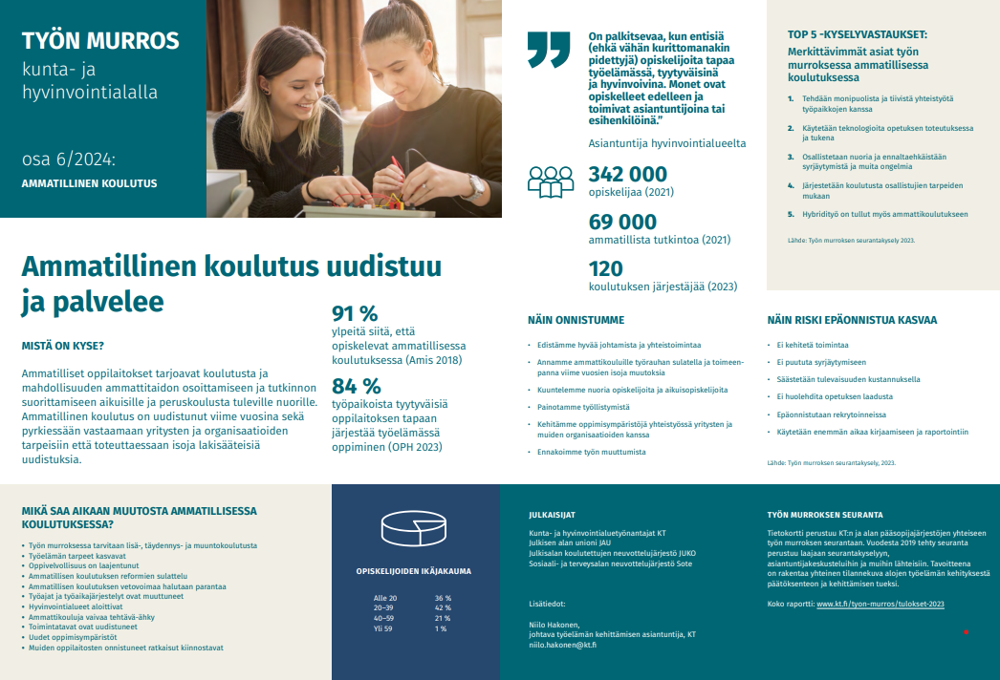 TYÖN MURROS
kunta- ja
hyvinvointialalla
osa 6/2024:
AMMATILLINEN KOULUTUS
Ammatillinen koulutus uudistuu
ja palvelee
MISTÄ ON KYSE?
Ammatilliset oppilaitokset tarjoavat koulutusta ja
mahdollisuuden ammattitaidon osoittamiseen ja tutkinnon
suorittamiseen aikuisille ja peruskoulusta tuleville nuorille.
Ammatillinen koulutus on uudistunut viime vuosina sekä
pyrkiessään vastaamaan yritysten ja organisaatioiden
tarpeisiin että toteuttaessaan isoja lakisääteisiä
uudistuksia.
91 %
ylpeitä siitä, että
opiskelevat ammatillisessa
koulutuksessa (Amis 2018)
84 %
työpaikoista tyytyväisiä
oppilaitoksen tapaan
järjestää työelämässä
oppiminen (OPH 2023)
On palkitsevaa, kun entisiä
(ehkä vähän kurittomanakin
pidettyjä) opiskelijoita tapaa
työelämässä, tyytyväisinä
ja hyvinvoivina. Monet ovat
opiskelleet edelleen ja
toimivat asiantuntijoina tai
esihenkilöinä.”
Asiantuntija hyvinvointialueelta
342 000
opiskelijaa (2021)
69 000
ammatillista tutkintoa (2021)
120
koulutuksen järjestäjää (2023)
TOP 5 -KYSELYVASTAUKSET:
Merkittävimmät asiat työn
murroksessa ammatillisessa
koulutuksessa
1. Tehdään monipuolista ja tiivistä yhteistyötä
työpaikkojen kanssa
2. Käytetään teknologioita opetuksen toteutuksessa
ja tukena
3. Osallistetaan nuoria ja ennaltaehkäistään
syrjäytymistä ja muita ongelmia
4. Järjestetään koulutusta osallistujien tarpeiden
mukaan
5. Hybridityö on tullut myös ammattikoulutukseen
Lähde: Työn murroksen seurantakysely 2023.
NÄIN ONNISTUMME
• Edistämme hyvää johtamista ja yhteistoimintaa
• Annamme ammattikouluille työrauhan sulatella ja toimeen-
panna viime vuosien isoja muutoksia
• Kuuntelemme nuoria opiskelijoita ja aikuisopiskelijoita
• Painotamme työllistymistä
• Kehitämme oppimisympäristöjä yhteistyössä yritysten ja
muiden organisaatioiden kanssa
• Ennakoimme työn muuttumista
NÄIN RISKI EPÄONNISTUA KASVAA
• Ei kehitetä toimintaa
• Ei puututa syrjäytymiseen
• Säästetään tulevaisuuden kustannuksella
• Ei huolehdita opetuksen laadusta
• Epäonnistutaan rekrytoinneissa
• Käytetään enemmän aikaa kirjaamiseen ja raportointiin
Lähde: Työn murroksen seurantakysely, 2023.
MIKÄ SAA AIKAAN MUUTOSTA AMMATILLISESSA
KOULUTUKSESSA?
• Työn murroksessa tarvitaan lisä-, täydennys- ja muuntokoulutusta
• Työelämän tarpeet kasvavat
• Oppivelvollisuus on laajentunut
• Ammatillisen koulutuksen reformien sulattelu
• Ammatillisen koulutuksen vetovoimaa halutaan parantaa
• Työajat ja työaikajärjestelyt ovat muuttuneet
• Hyvinvointialueet aloittivat
• Ammattikouluja vaivaa tehtävä-ähky
• Toimintatavat ovat uudistuneet
• Uudet oppimisympäristöt
• Muiden oppilaitosten onnistuneet ratkaisut kiinnostavat
OPISKELIJOIDEN IKÄJAKAUMA
Alle 20 36 %
20–39 42 %
40–59 21 %
Yli 59 1 %
JULKAISIJAT
Kunta- ja hyvinvointialuetyönantajat KT
Julkisen alan unioni JAU
Julkisalan koulutettujen neuvottelujärjestö JUKO
Sosiaali- ja terveysalan neuvottelujärjestö Sote
Lisätiedot:
Niilo Hakonen,
johtava työelämän kehittämisen asiantuntija, KT
niilo.hakonen@kt.fi
TYÖN MURROKSEN SEURANTA
Tietokortti perustuu KT:n ja alan pääsopijajärjestöjen yhteiseen
työn murroksen seurantaan. Vuodesta 2019 tehty seuranta
perustuu laajaan seurantakyselyyn,
asiantuntijakeskusteluihin ja muihin lähteisiin. Tavoitteena
on rakentaa yhteinen tilannekuva alojen työelämän kehityksestä
päätöksenteon ja kehittämisen tueksi.
Koko raportti: www.kt.fi/tyon-murros/tulokset-2023